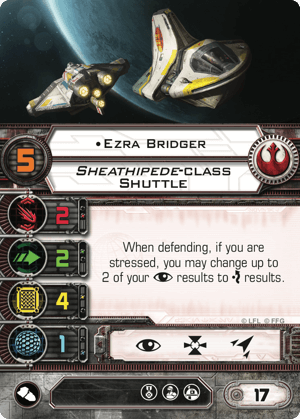 •Ezra Bridger
5
Sheathipede-class
Shuttle
2
2
When defending, if you are
stressed, you may change up to
2 of your results to results.
4
© LFL © FFG
1
17